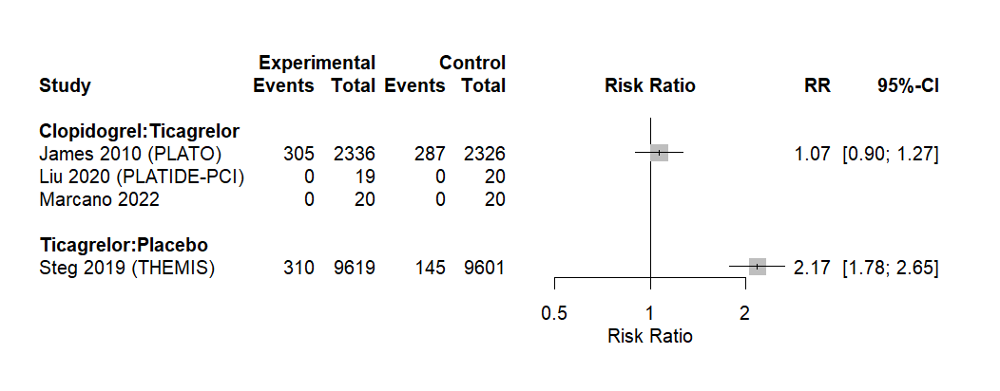 Experimental Control
Study Events Total Events Total Risk Ratio RR 95%-CI
Clopidogrel:Ticagrelor
James 2010 (PLATO) 305 2336 287 2326 1.07 [0.90; 1.27]
Liu 2020 (PLATIDE-PCI) 0 19 0 20
Marcano 2022 0 20 0 20
Ticagrelor:Placebo
Steg 2019 (THEMIS) 310 9619 145 9601 2.17 [1.78; 2.65]
0.5 1 2
Risk Ratio